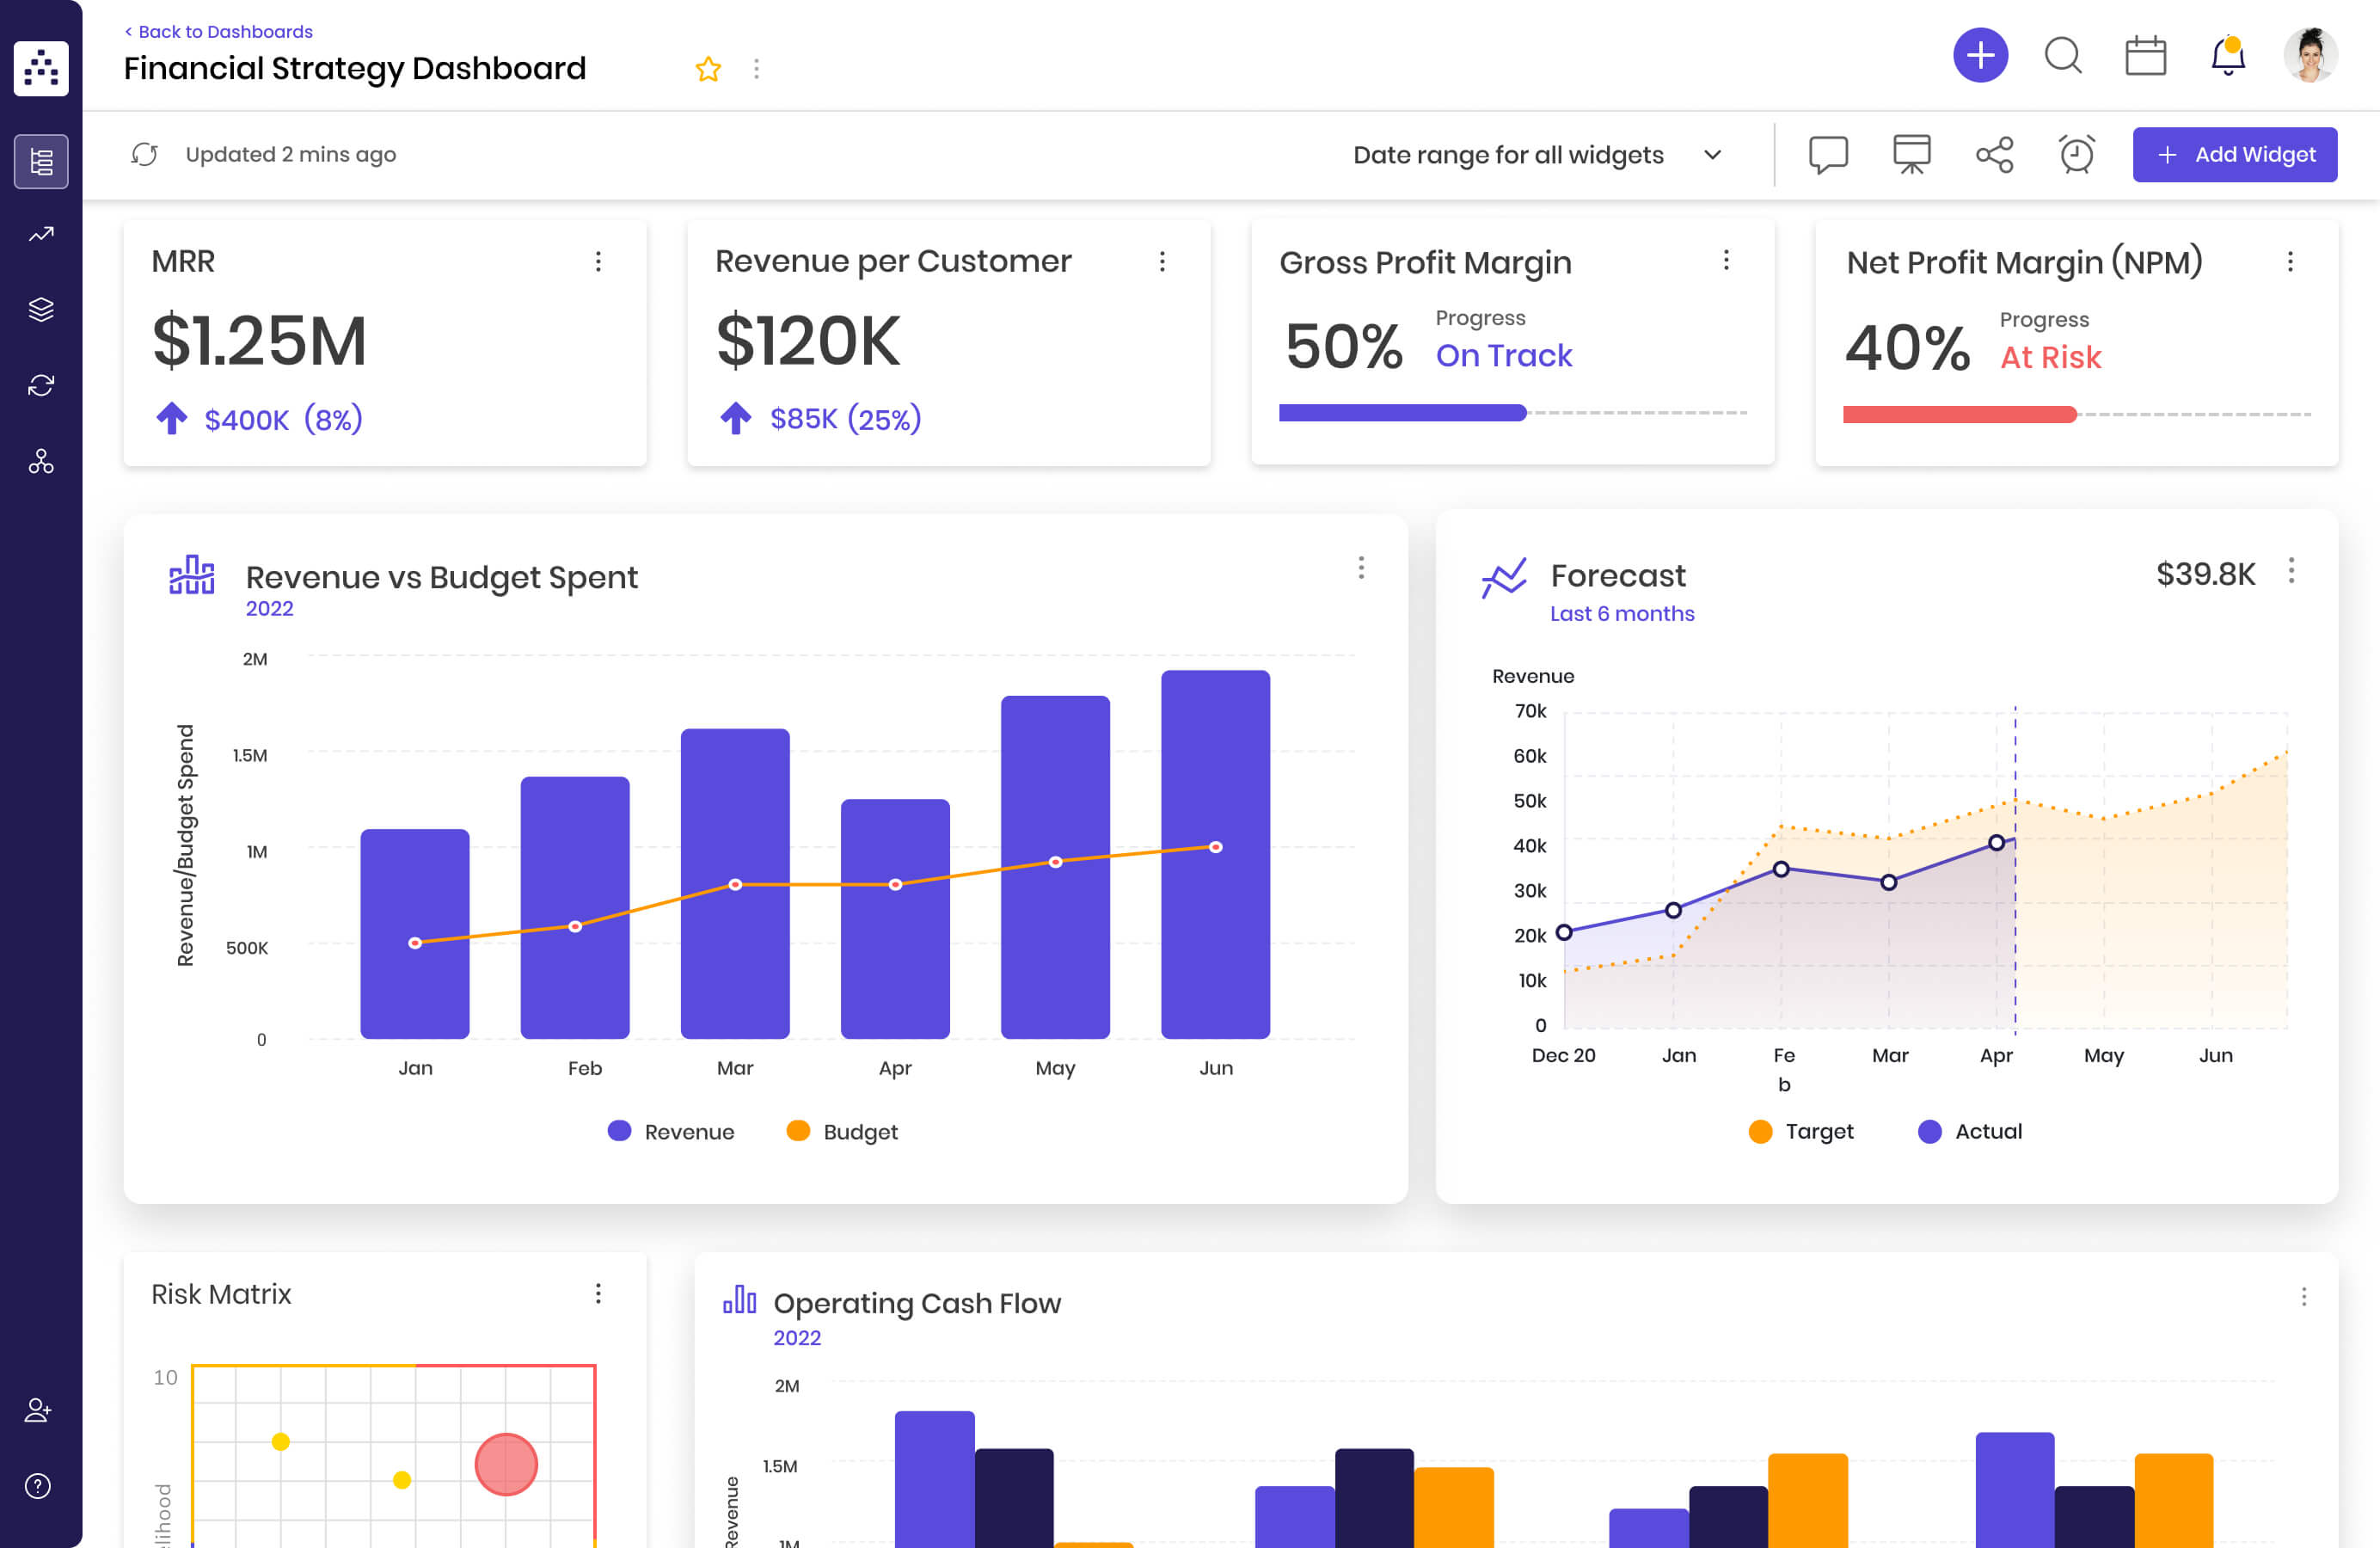 < Back to Dashboards
Financial Strategy Dashboard
Updated 2 mins ago
Date range for all widgets
+ Add Widget
MRR
$1.25M
$400K (8%)
Revenue per Customer
$120K
$85K (25%)
Gross Profit Margin
50%
Progress
On Track
Net Profit Margin (NPM)
40%
Progress
At Risk
Revenue vs Budget Spent
2022
Revenue/Budget Spend
2M
1.5M
1M
500K
0
Jan Feb Mar Apr May Jun
Revenue Budget
Forecast
Last 6 months
$39.8K
Revenue
70k
60k
50k
40k
30k
20k
10k
0
Dec 20 Jan Fe Mar Apr May Jun
b
Target Actual
Risk Matrix
10
elihood
Operating Cash Flow
2022
Revenue
2M
1.5M
1M